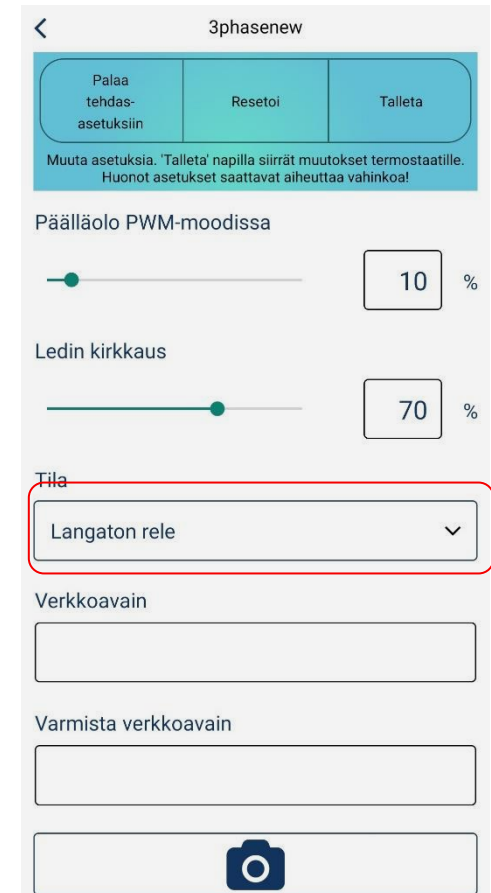 3phasenew
Palaa
tehdas-
asetuksiin
Resetoi
Talleta
Muuta asetuksia. 'Talleta' napilla siirrät muutokset termostaatille.
Huonot asetukset saattavat aiheuttaa vahinkoa!
Päälläolo PWM-moodissa
10 %
Ledin kirkkaus
70 %
Tila
Langaton rele
Verkkoavain
Varmista verkkoavain